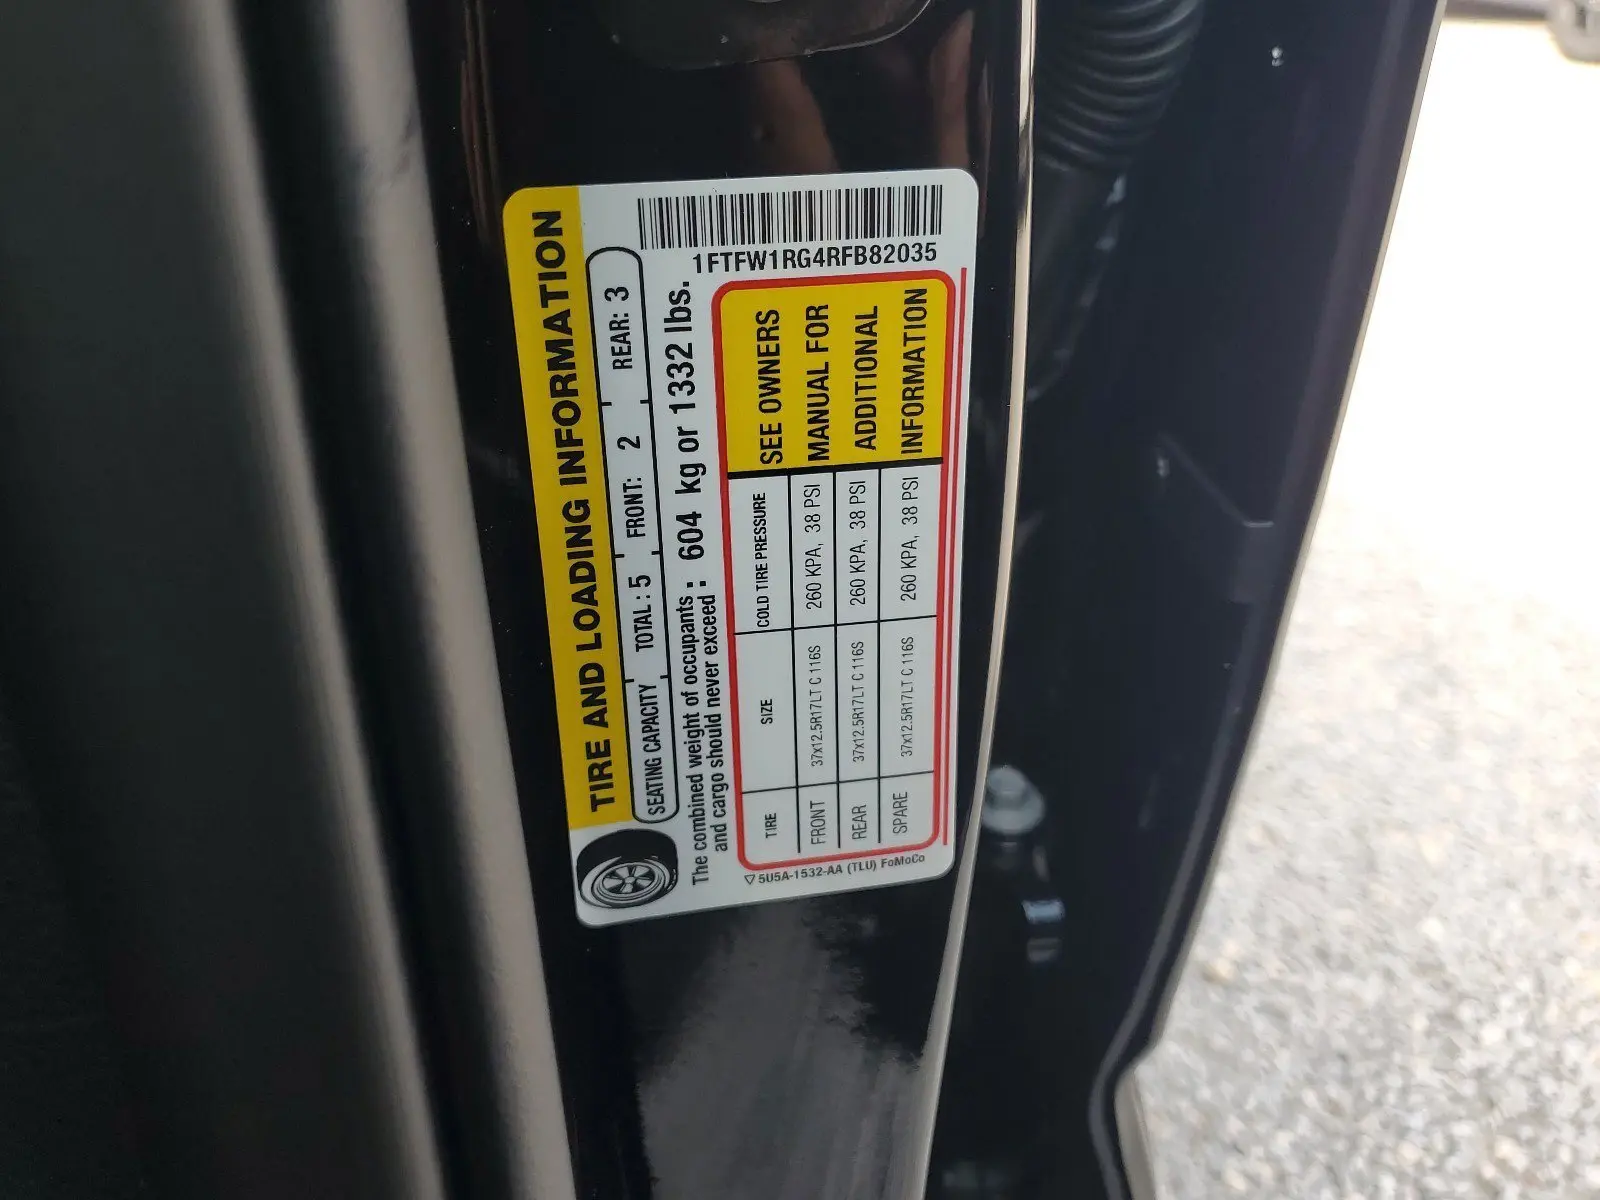 TIRE AND LOADING INFORMATION
SEATING CAPACITY TOTAL : 5 FRONT: 2 REAR: 3
The combined weight of occupants and cargo should never exceed : 604 kg or 1332 lbs.
1FTFW1RG4RFB82035
TIRE SIZE COLD TIRE PRESSURE
FRONT 37x12.5R17LT C 116S 260 KPA, 38 PSI
REAR 37x12.5R17LT C 116S 260 KPA, 38 PSI
SPARE 37x12.5R17LT C 116S 260 KPA, 38 PSI
SEE OWNERS
MANUAL FOR
ADDITIONAL
INFORMATION
5U5A-1532-AA (TLU) FoMoCo